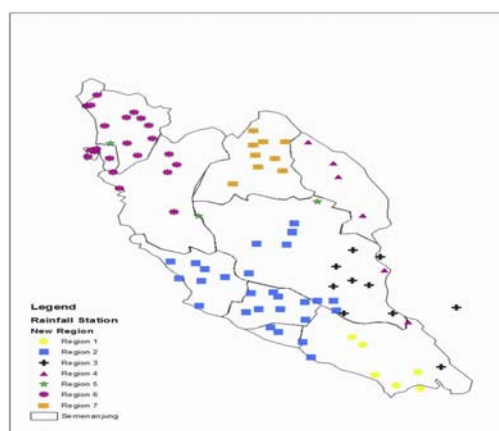 Legend
Rainfall Station
New Region
Region 1
Region 2
Region 3
Region 4
Region 5
Region 6
Region 7
Semenanjung